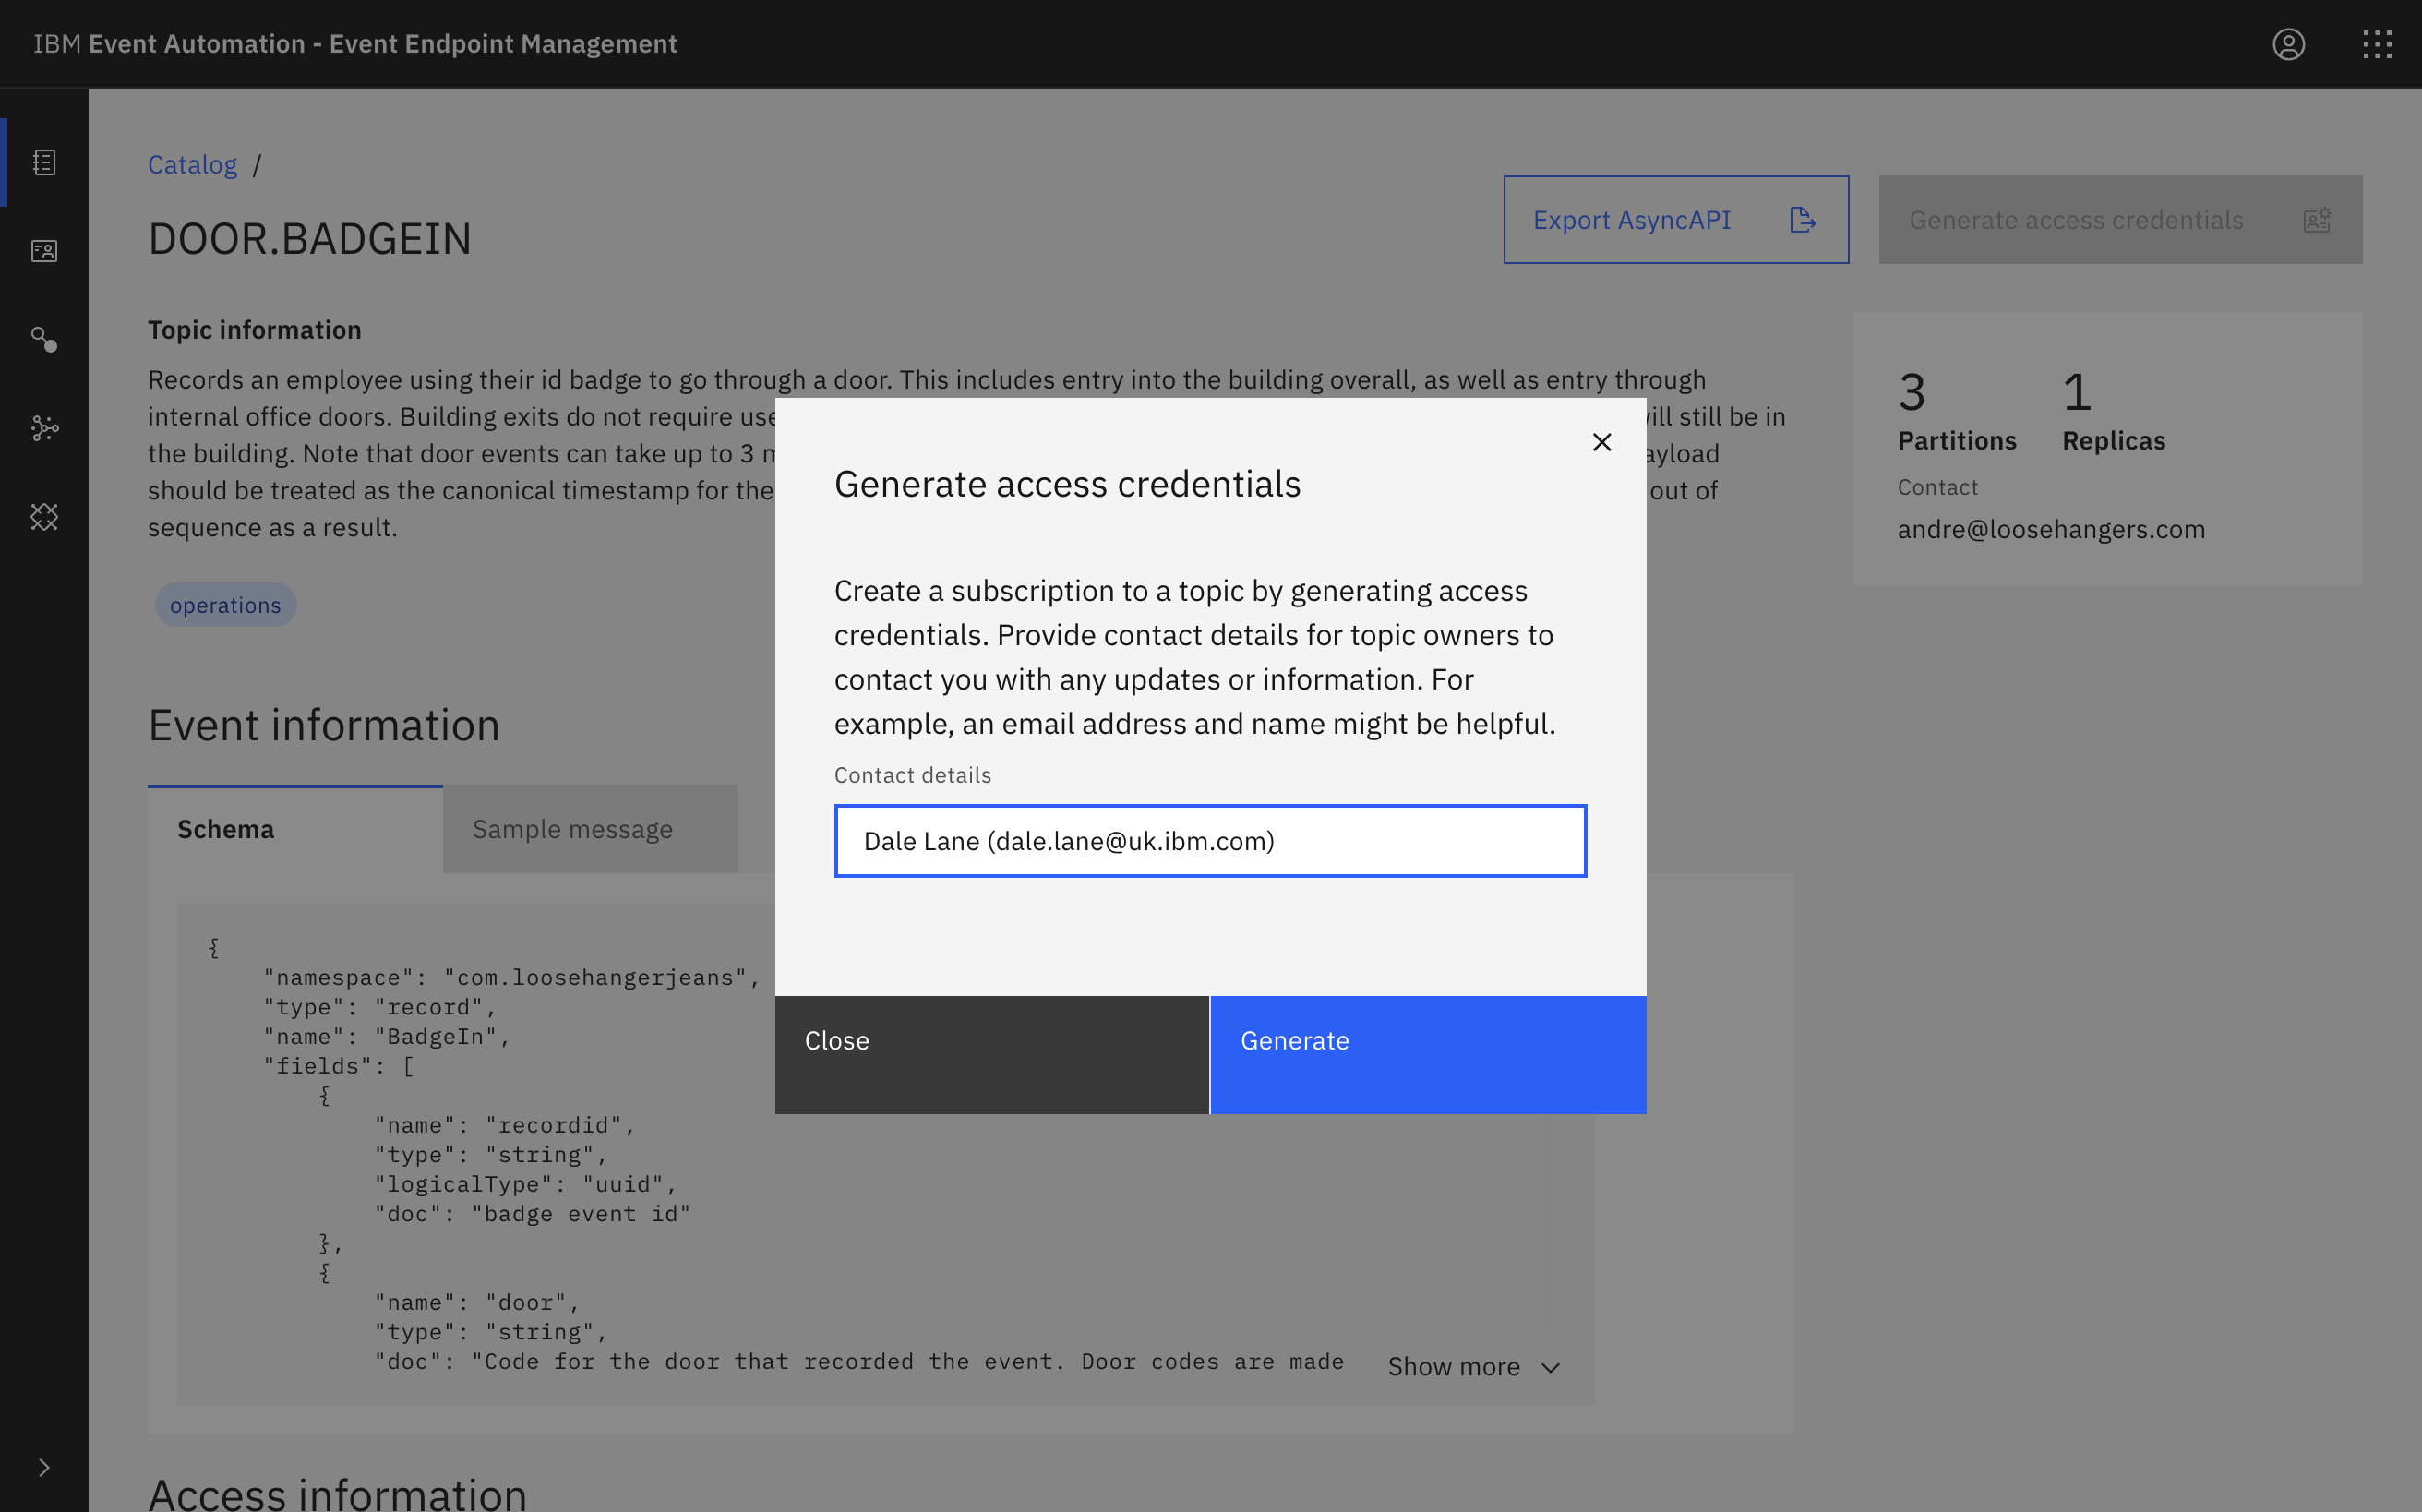 IBM Event Automation - Event Endpoint Management
Catalog /
DOOR.BADGEIN
Export AsyncAPI
Generate access credentials
Topic information
Records an employee using their id badge to go through a door. This includes entry into the building overall, as well as entry through
internal office doors. Building exits do not require use
ill still be in
the building. Note that door events can take up to 3 m
ayload
should be treated as the canonical timestamp for the
out of
sequence as a result.
operations
3
Partitions
1
Replicas
Contact
andre@loosehangers.com
Generate access credentials
Create a subscription to a topic by generating access
credentials. Provide contact details for topic owners to
contact you with any updates or information. For
example, an email address and name might be helpful.
Contact details
Dale Lane (dale.lane@uk.ibm.com)
Close
Generate
Event information
Schema
Sample message
{
"namespace": "com.loosehangerjeans",
"type": "record",
"name": "BadgeIn",
"fields": [
{
"name": "recordid",
"type": "string",
"logicalType": "uuid",
"doc": "badge event id"
},
{
"name": "door",
"type": "string",
"doc": "Code for the door that recorded the event. Door codes are made
Show more
Access information